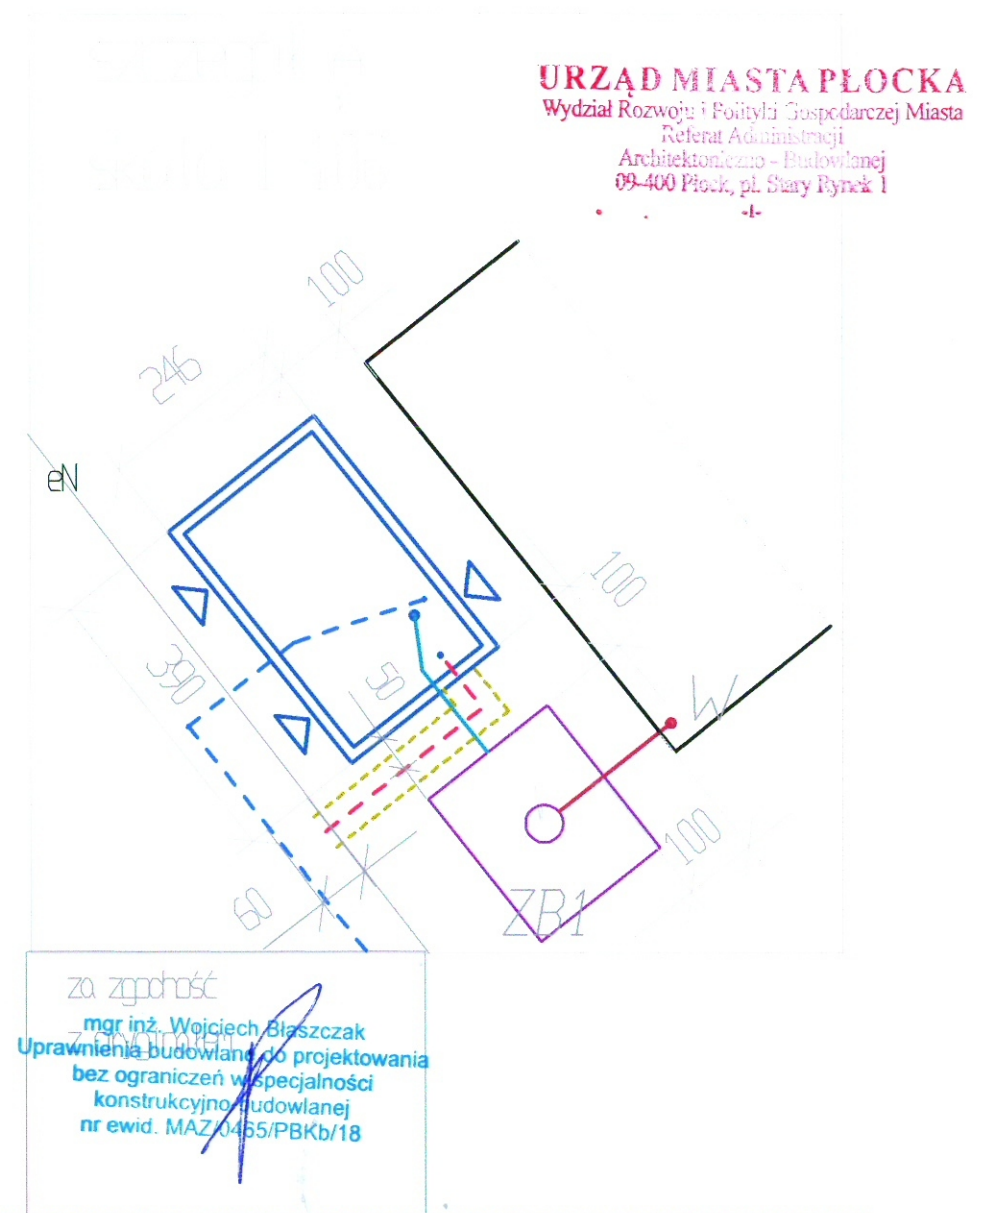 URZĄD MIASTA PŁOCKA
Wydział Rozwoju i Polityki Gospodarczej Miasta
Referat Administracji
Architektoniczno - Budowlanej
09-400 Płock, pl. Stary Rynek 1
-1-
100
246
eN
100
390
50
W
100
60
ZB1
za zgodność
z oryginałem
mgr inż. Wojciech Błaszczak
Uprawnienia budowlane do projektowania
bez ograniczeń w specjalności
konstrukcyjno-budowlanej
nr ewid. MAZ/0465/PBKb/18